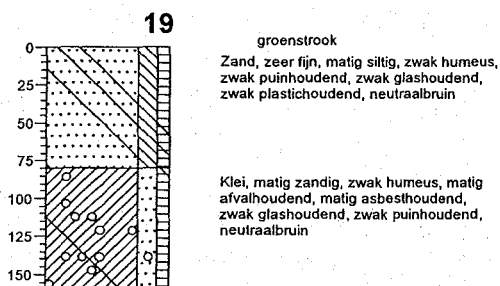 19
groenstrook
Zand, zeer fijn, matig siltig, zwak humeus,
zwak puinhoudend, zwak glashoudend,
zwak plastichoudend, neutraalbruin
0
25
50
75
Klei, matig zandig, zwak humeus, matig
afvalhoudend, matig asbesthoudend,
zwak glashoudend, zwak puinhoudend,
neutraalbruin
100
125
150